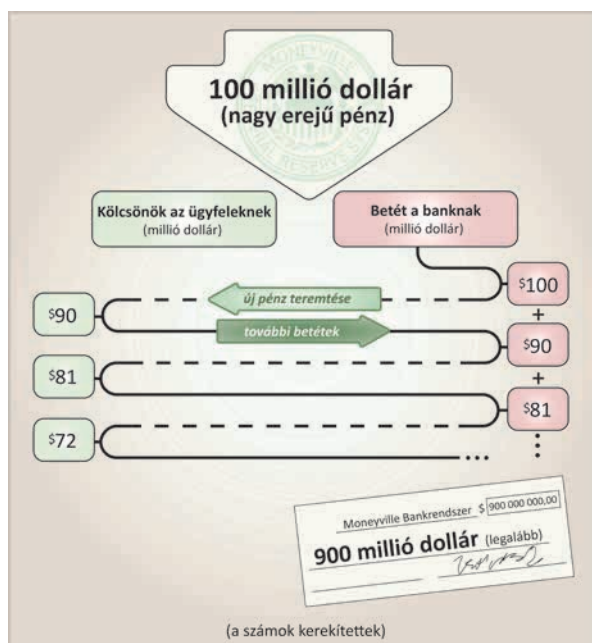 MONEYVILLE
100 millió dollár
(nagy erejű pénz)
Kölcsönök az ügyfeleknek
(millió dollár)
Betét a banknak
(millió dollár)
$100
új pénz teremtése
+
$90
további betétek
$90
+
$81
$81
$72
Moneyville Bankrendszer $ 900 000 000,00
900 millió dollár (legalább)
(a számok kerekítettek)